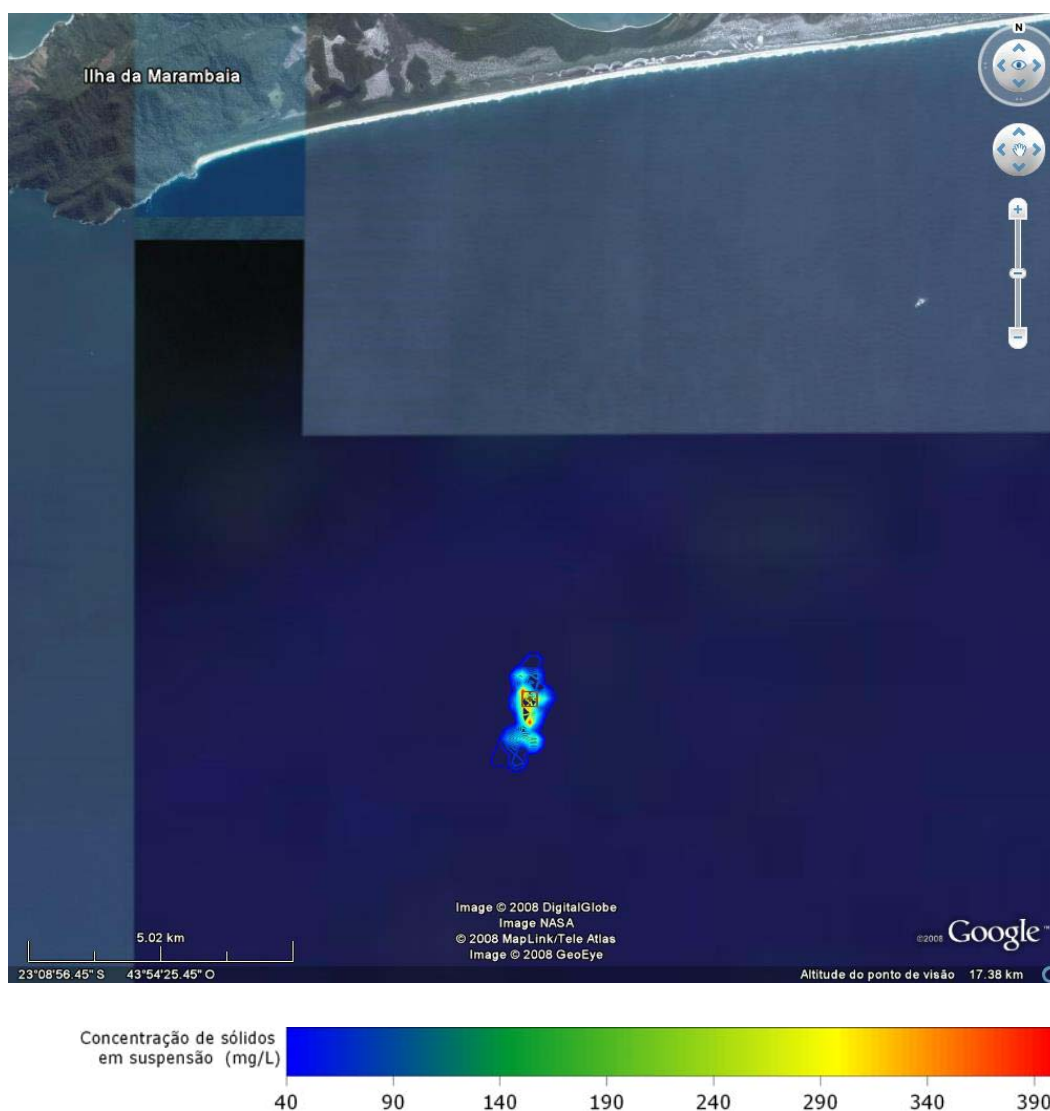 N
Ilha da Marambaia
Image © 2008 DigitalGlobe
Image NASA
© 2008 MapLink/Tele Atlas
Image © 2008 GeoEye
5.02 km
©2008 Google™
23°08'56.45" S 43°54'25.45" O
Altitude do ponto de visão 17.38 km
Concentração de sólidos
em suspensão (mg/L)
40 90 140 190 240 290 340 390